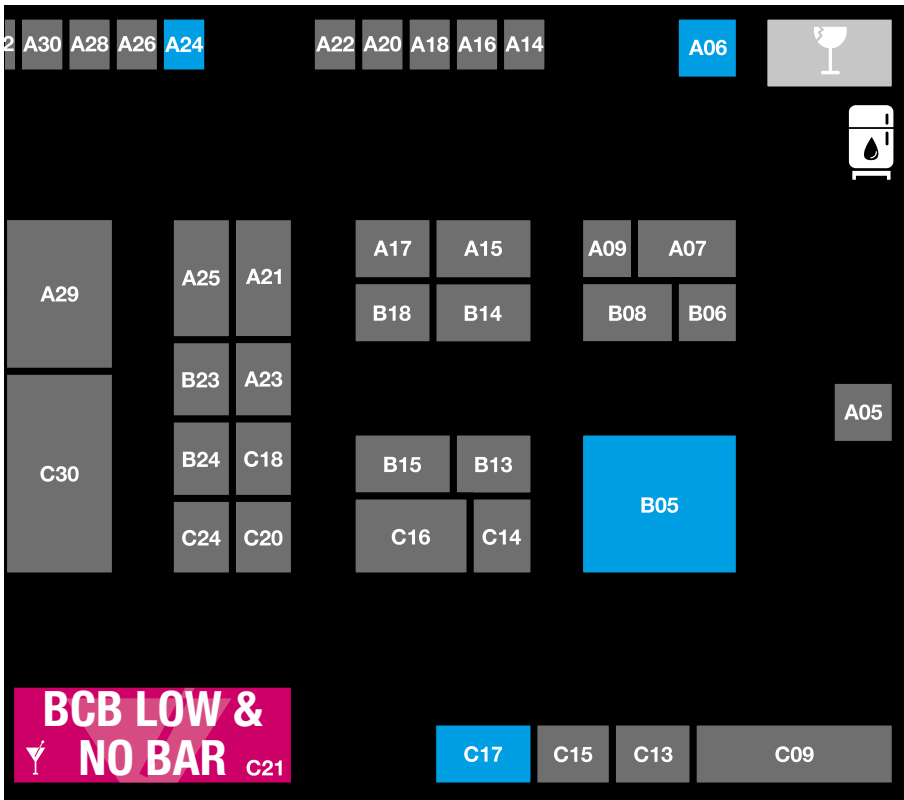 2 A30 A28 A26 A24 A22 A20 A18 A16 A14 A06
A17 A15 A09 A07
A29 A25 A21
B18 B14 B08 B06
B23 A23
A05
C30 B24 C18 B15 B13
B05
C24 C20 C16 C14
BCB LOW &
NO BAR C21
C17 C15 C13 C09